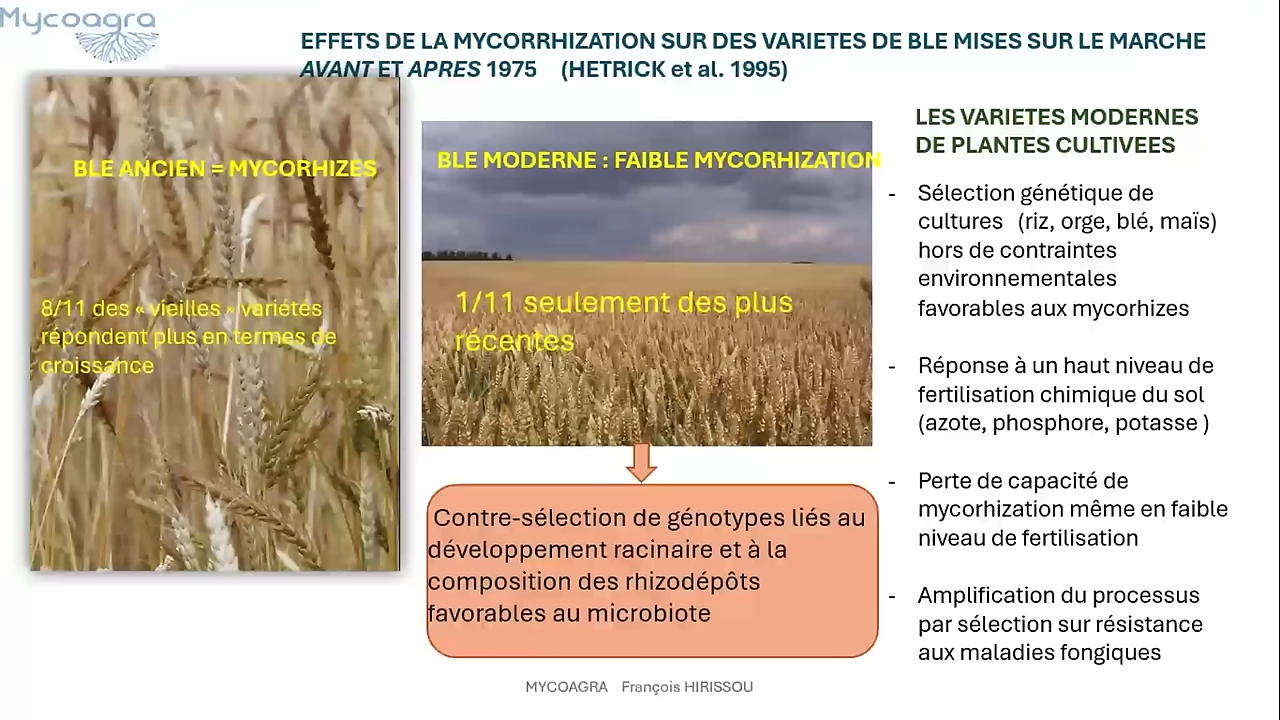 Mycoagra
EFFETS DE LA MYCORRHIZATION SUR DES VARIETES DE BLE MISES SUR LE MARCHE
AVANT ET APRES 1975 (HETRICK et al. 1995)
BLE ANCIEN = MYCORHIZES
8/11 des « vieilles » variétés
répondent plus en termes de
croissance
BLE MODERNE : FAIBLE MYCORHIZATION
1/11 seulement des plus
récentes
Contre-sélection de génotypes liés au
développement racinaire et à la
composition des rhizodépôts
favorables au microbiote
LES VARIETES MODERNES
DE PLANTES CULTIVEES
- Sélection génétique de
cultures (riz, orge, blé, maïs)
hors de contraintes
environnementales
favorables aux mycorhizes
- Réponse à un haut niveau de
fertilisation chimique du sol
(azote, phosphore, potasse )
- Perte de capacité de
mycorhization même en faible
niveau de fertilisation
- Amplification du processus
par sélection sur résistance
aux maladies fongiques
MYCOAGRA François HIRISSOU